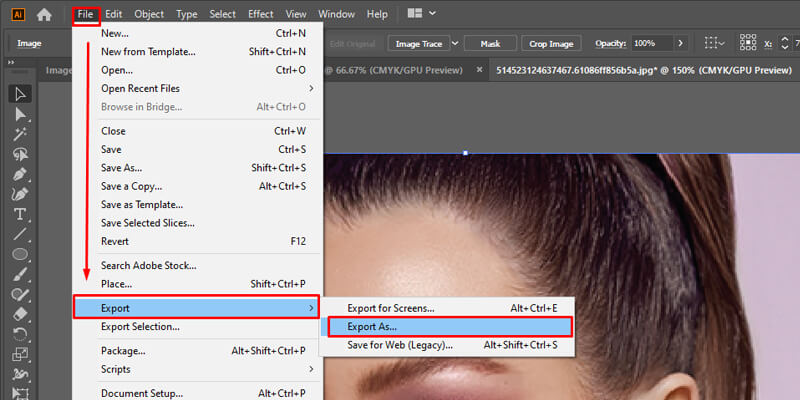 Ai File Edit Object Type Select Effect View Window Help
Image Edit Original Image Trace Mask Crop Image Opacity: 100% X:
Image @ 66.67% (CMYK/GPU Preview) × 514523124637467.61086ff856b5a.jpg* @ 150% (CMYK/GPU Preview)
New... Ctrl+N
New from Template... Shift+Ctrl+N
Open... Ctrl+O
Open Recent Files
Browse in Bridge... Alt+Ctrl+O
Close Ctrl+W
Save Ctrl+S
Save As... Shift+Ctrl+S
Save a Copy... Alt+Ctrl+S
Save as Template...
Save Selected Slices...
Revert F12
Search Adobe Stock...
Place... Shift+Ctrl+P
Export
Export for Screens... Alt+Ctrl+E
Export Selection...
Export As...
Save for Web (Legacy)... Alt+Shift+Ctrl+S
Package... Alt+Shift+Ctrl+P
Scripts
Document Setup... Alt+Ctrl+P